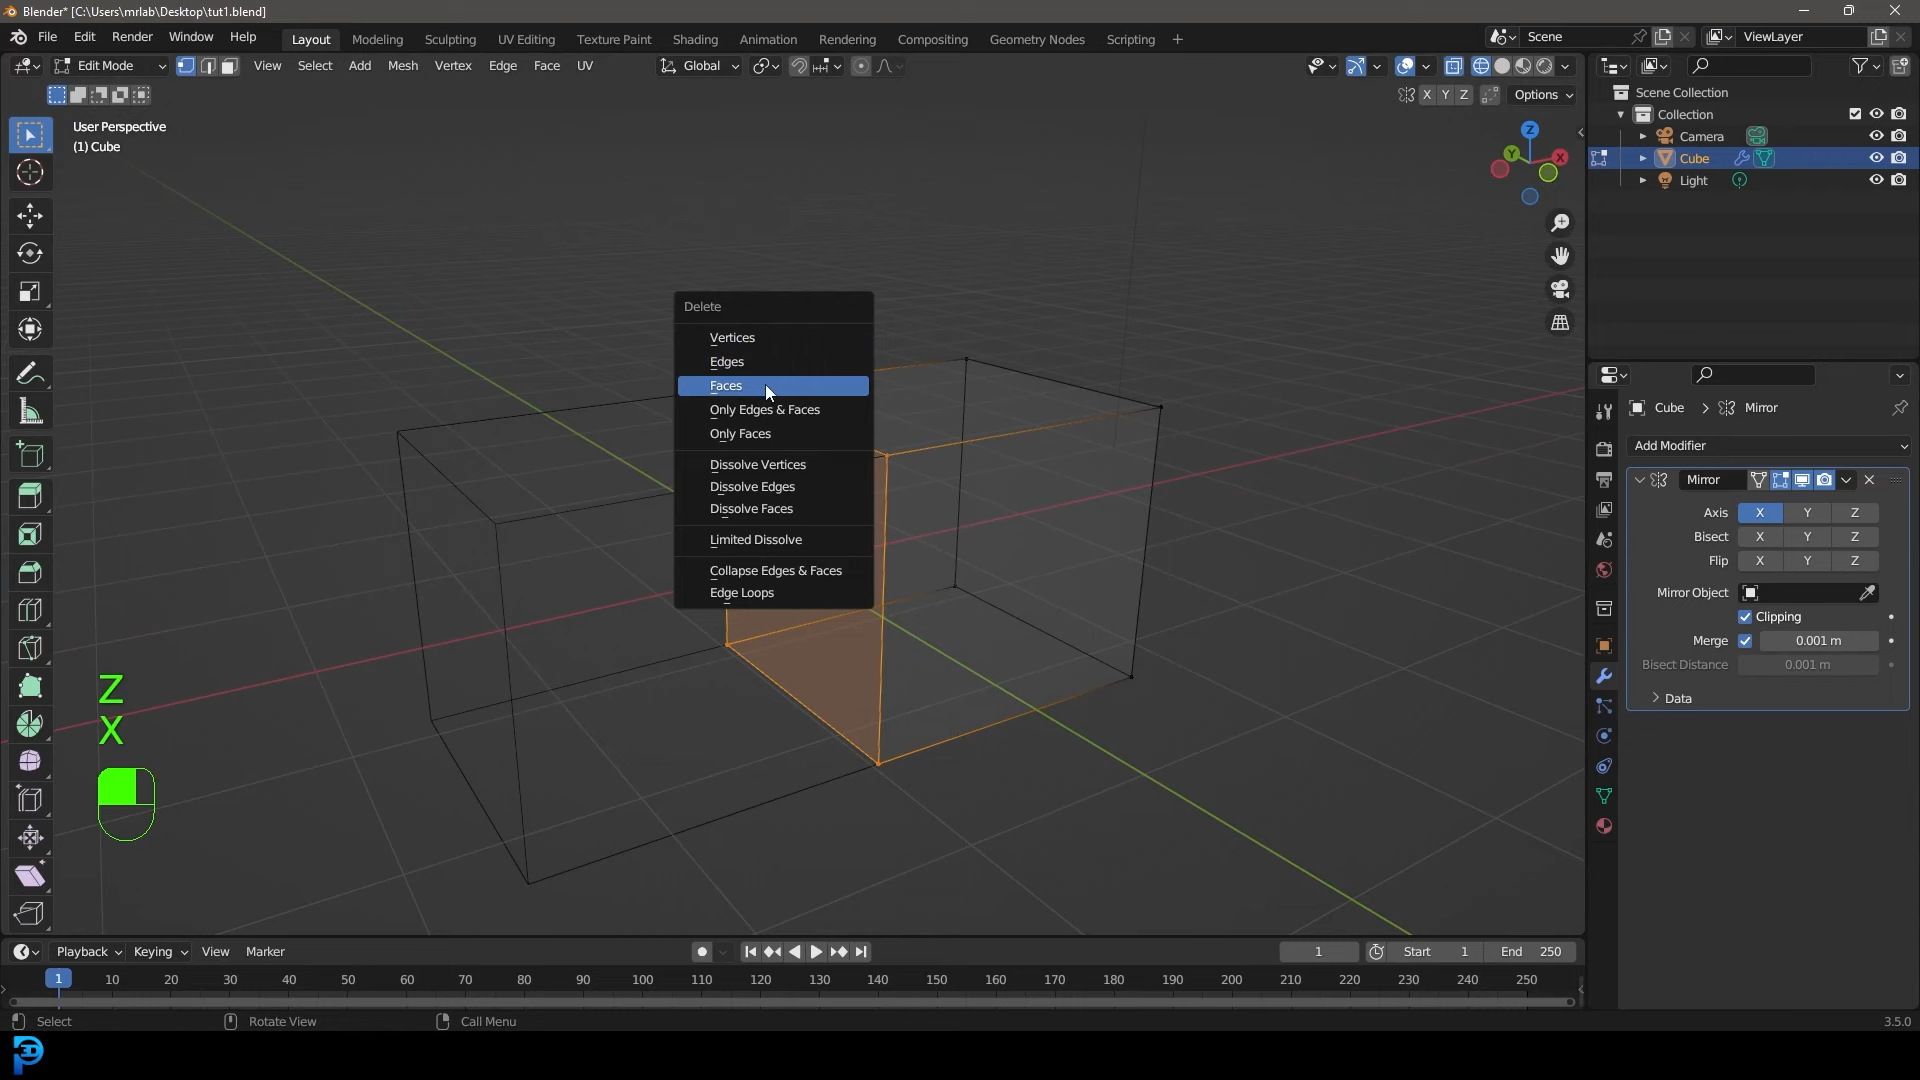 Blender* [C:\Users\mrlab\Desktop\tut1.blend]
File Edit Render Window Help Layout Modeling Sculpting UV Editing Texture Paint Shading Animation Rendering Compositing Geometry Nodes Scripting + Scene ViewLayer
Edit Mode View Select Add Mesh Vertex Edge Face UV Global
X Y Z Options
User Perspective
(1) Cube
Z
X
Y
Scene Collection
Collection
Camera
Cube
Light
Delete
Vertices
Edges
Faces
Only Edges & Faces
Only Faces
Dissolve Vertices
Dissolve Edges
Dissolve Faces
Limited Dissolve
Collapse Edges & Faces
Edge Loops
Z
X
Cube > Mirror
Add Modifier
Mirror
Axis X Y Z
Bisect X Y Z
Flip X Y Z
Mirror Object
Clipping
Merge 0.001 m
Bisect Distance 0.001 m
Data
Playback Keying View Marker 1 Start 1 End 250
1 10 20 30 40 50 60 70 80 90 100 110 120 130 140 150 160 170 180 190 200 210 220 230 240 250
Select Rotate View Call Menu 3.5.0